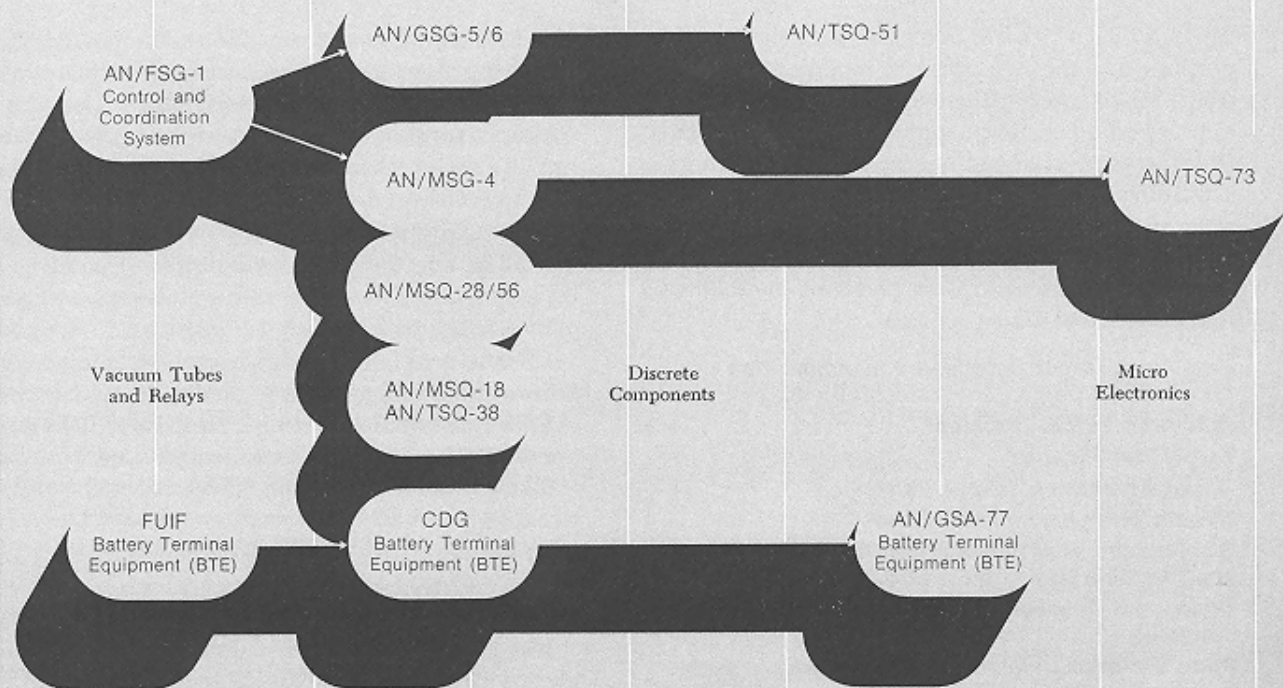 AN/GSG-5/6
AN/TSQ-51
AN/FSG-1
Control and
Coordination
System
AN/MSG-4
AN/TSQ-73
AN/MSQ-28/56
Vacuum Tubes
and Relays
AN/MSQ-18
AN/TSQ-38
Discrete
Components
Micro
Electronics
FUIF
Battery Terminal
Equipment (BTE)
CDG
Battery Terminal
Equipment (BTE)
AN/GSA-77
Battery Terminal
Equipment (BTE)